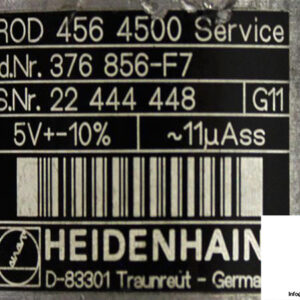 ROD 456 4500 Service
d.Nr. 376 856-F7
S.Nr. 22 444 448 G11
5V+-10% ~11µAss
HEIDENHAIN
D-83301 Traunreut - Germa